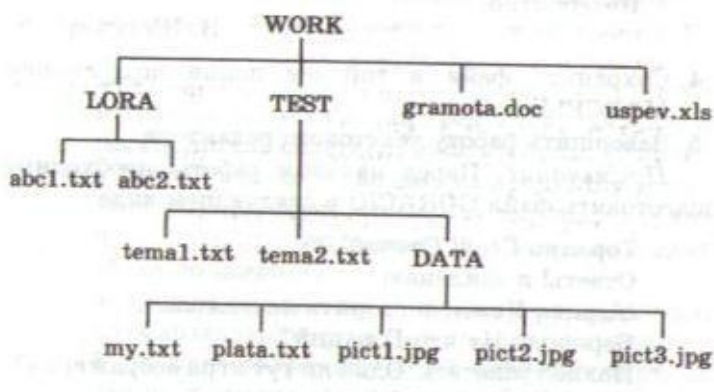 WORK
LORA TEST gramota.doc uspev.xls
abc1.txt abc2.txt
tema1.txt tema2.txt DATA
my.txt plata.txt pict1.jpg pict2.jpg pict3.jpg